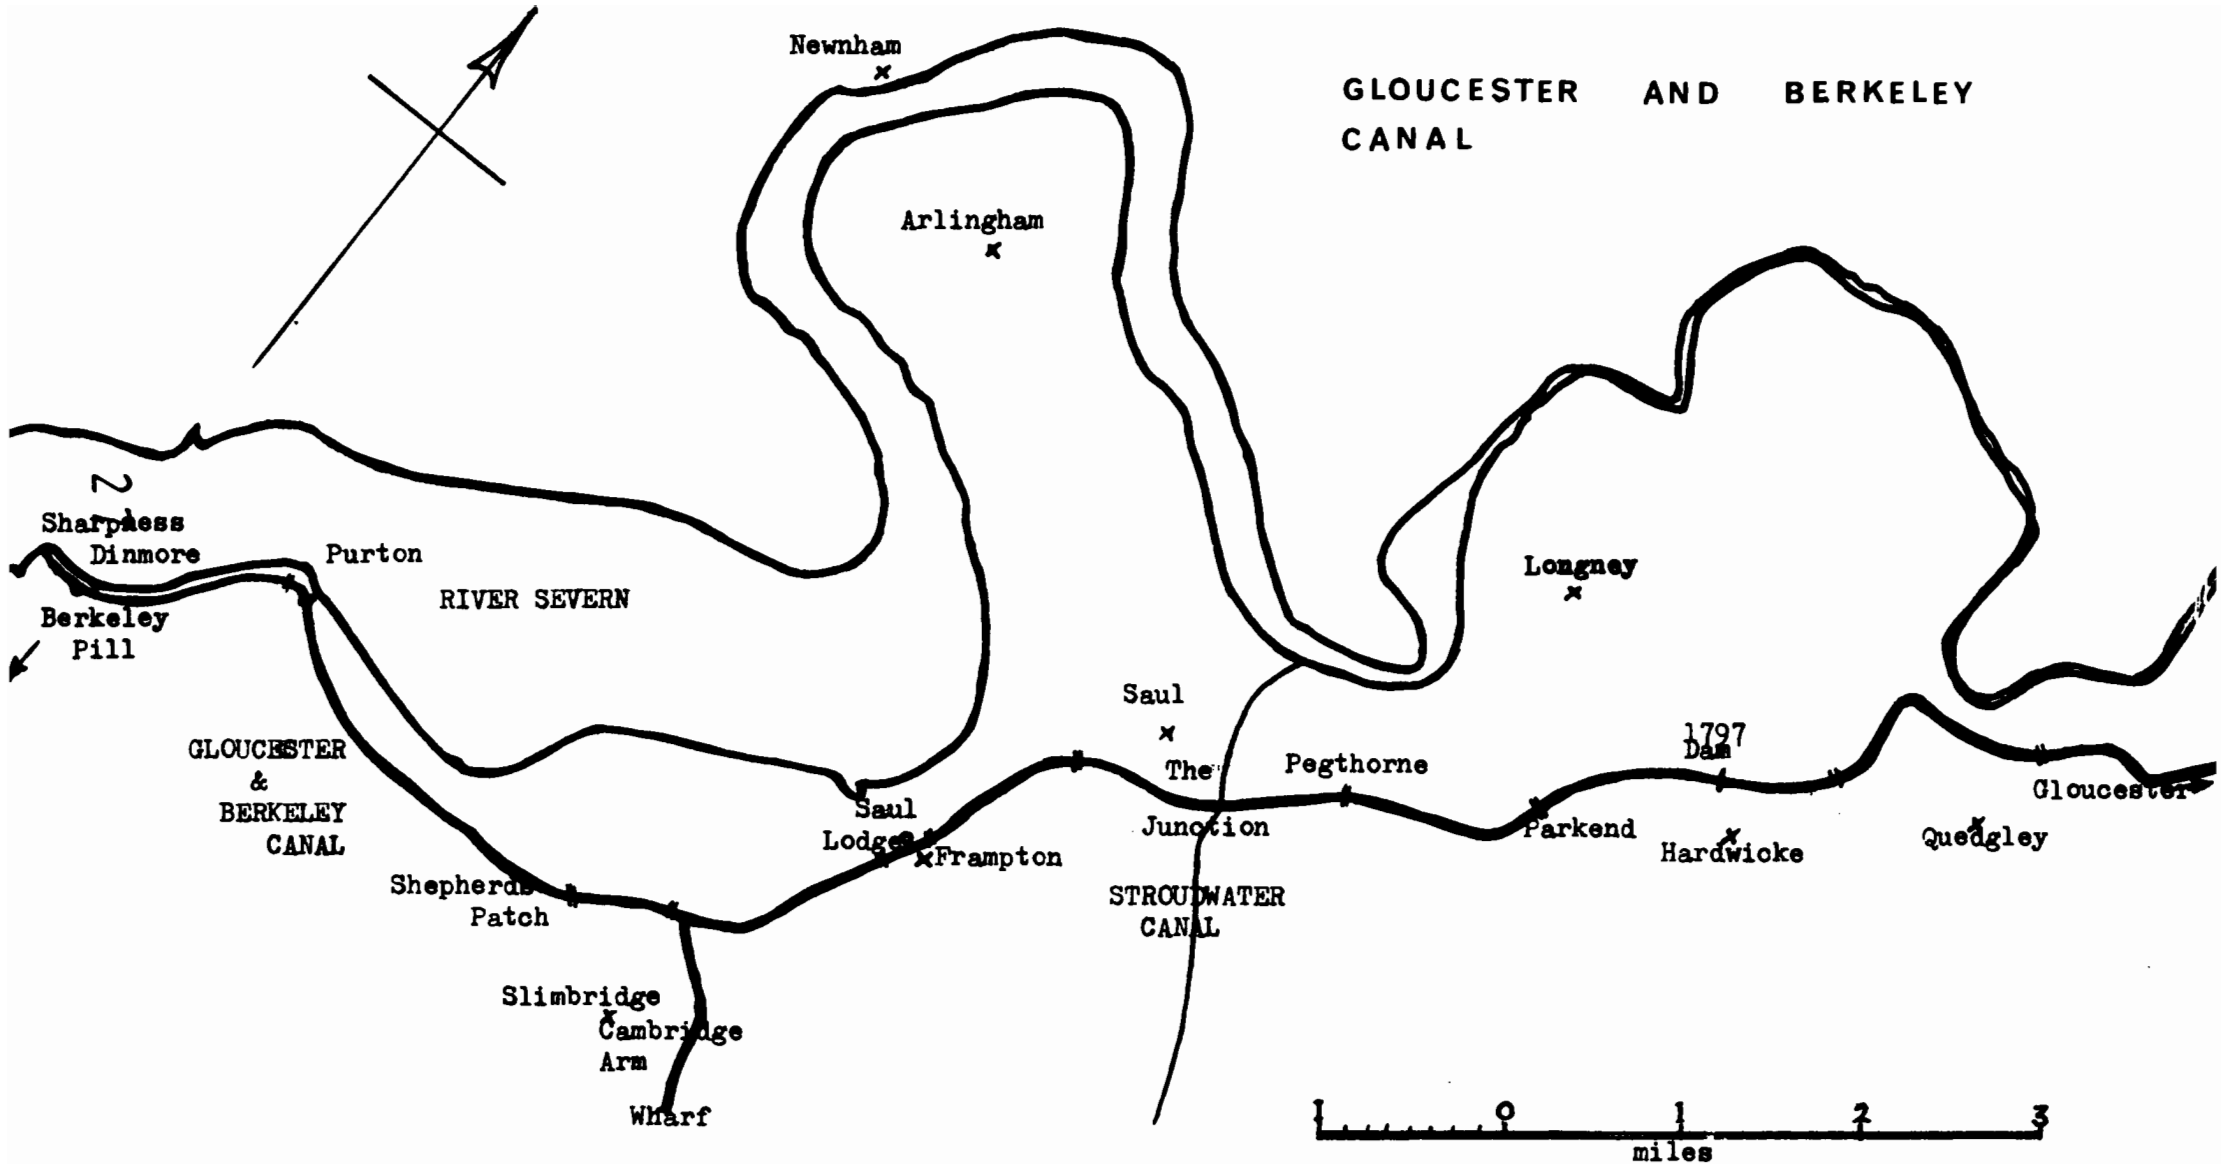 GLOUCESTER AND BERKELEY
CANAL
Newnham
Arlingham
Sharpness
Dinmore
Purton
RIVER SEVERN
Berkeley
Pill
Longney
Saul
The
Junction
Pegthorne
1797
Dam
Gloucester
GLOUCESTER
&
BERKELEY
CANAL
Saul
Lodge
Frampton
Parkend
Hardwicke
Quedgley
Shepherds
Patch
STROUDWATER
CANAL
Slimbridge
Cambridge
Arm
Wharf
1 0 1 2 3
miles